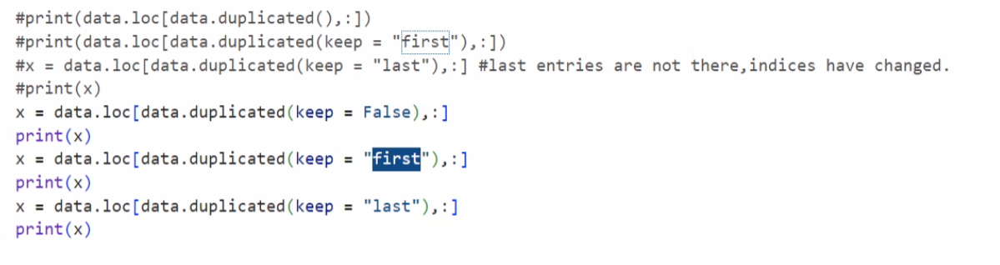 #print(data.loc[data.duplicated(),:])
#print(data.loc[data.duplicated(keep = "first"),:])
#x = data.loc[data.duplicated(keep = "last"),:] #last entries are not there,indices have changed.
#print(x)
x = data.loc[data.duplicated(keep = False),:]
print(x)
x = data.loc[data.duplicated(keep = "first"),:]
print(x)
x = data.loc[data.duplicated(keep = "last"),:]
print(x)